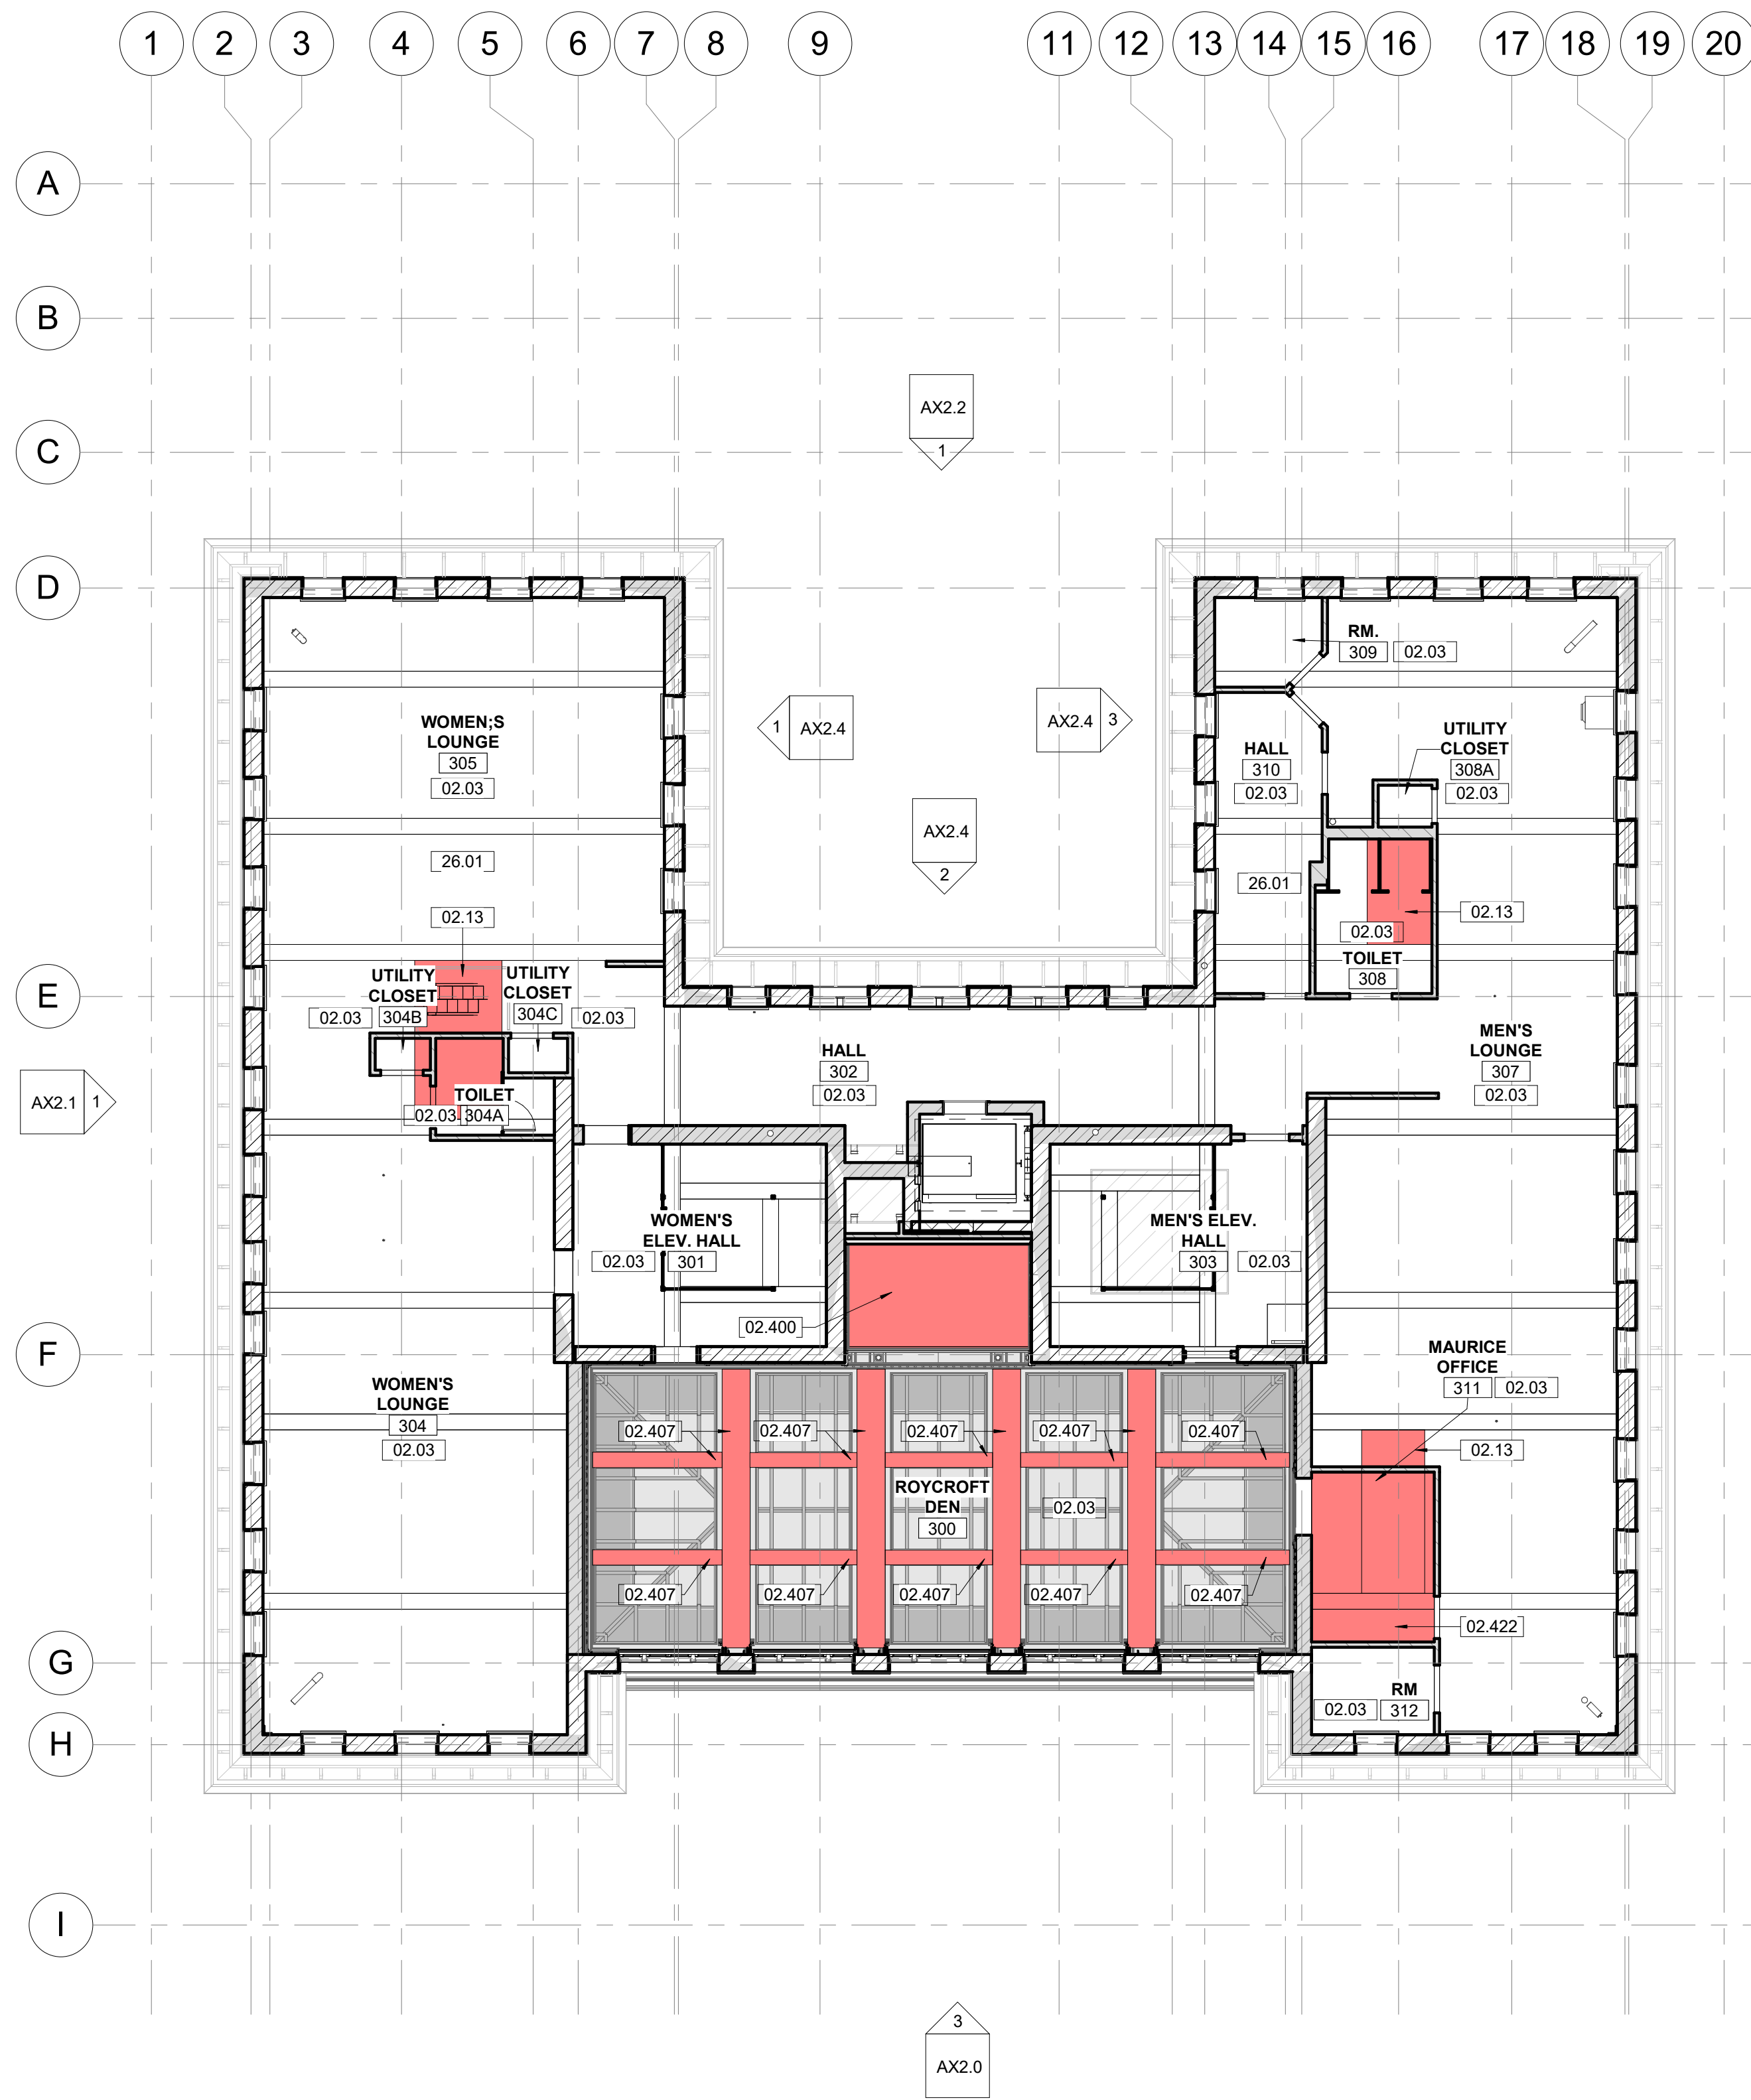 1 2 3 4 5 6 7 8 9 11 12 13 14 15 16 17 18 19 20
A
B
AX2.2
1
C
D
RM.
309 02.03
1 AX2.4
AX2.4 3
WOMEN;S
LOUNGE
305
02.03
HALL
310
02.03
UTILITY
CLOSET
308A
02.03
AX2.4
2
26.01
26.01
02.13
02.13
02.03
TOILET
308
E
UTILITY
CLOSET
02.03 304B
UTILITY
CLOSET
304C 02.03
MEN'S
LOUNGE
307
02.03
HALL
302
02.03
AX2.1 1
TOILET
02.03 304A
WOMEN'S
ELEV. HALL
02.03 301
MEN'S ELEV.
HALL
303 02.03
02.400
F
MAURICE
OFFICE
311 02.03
WOMEN'S
LOUNGE
304
02.03
02.407 02.407 02.407 02.407 02.407
02.13
ROYCROFT
DEN
300
02.03
02.407 02.407 02.407 02.407 02.407
02.422
G
RM
02.03 312
H
I
3
AX2.0